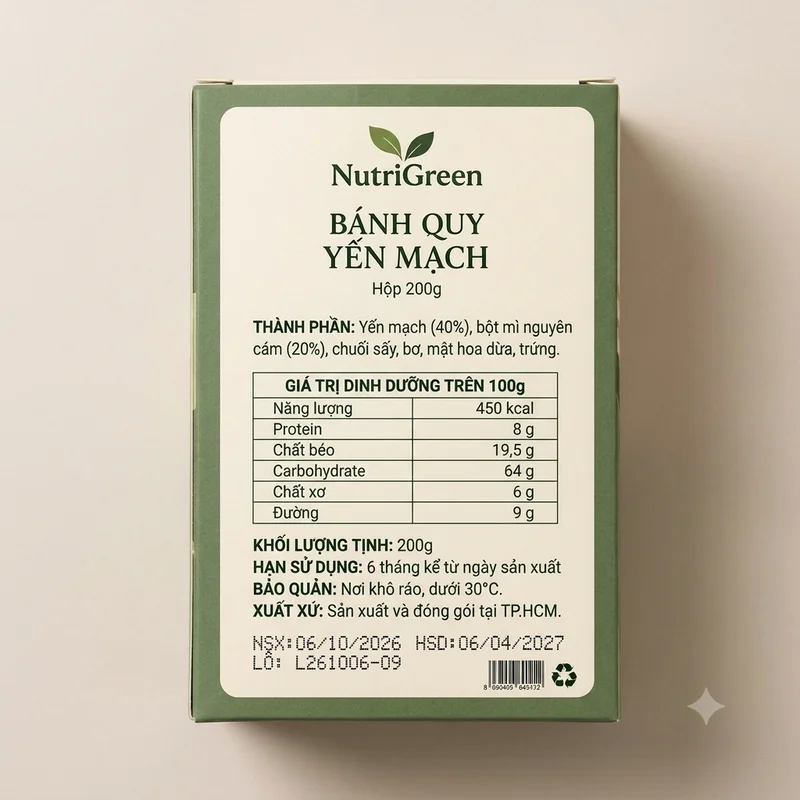 NutriGreen
BÁNH QUY
YẾN MẠCH
Hộp 200g
THÀNH PHẦN: Yến mạch (40%), bột mì nguyên
cám (20%), chuối sấy, bơ, mật hoa dừa, trứng.
GIÁ TRỊ DINH DƯỠNG TRÊN 100g
Năng lượng 450 kcal
Protein 8 g
Chất béo 19,5 g
Carbohydrate 64 g
Chất xơ 6 g
Đường 9 g
KHỐI LƯỢNG TỊNH: 200g
HẠN SỬ DỤNG: 6 tháng kể từ ngày sản xuất
BẢO QUẢN: Nơi khô ráo, dưới 30°C.
XUẤT XỨ: Sản xuất và đóng gói tại TP.HCM.
NSX:06/10/2026 HSD:06/04/2027
LÔ: L261006-09